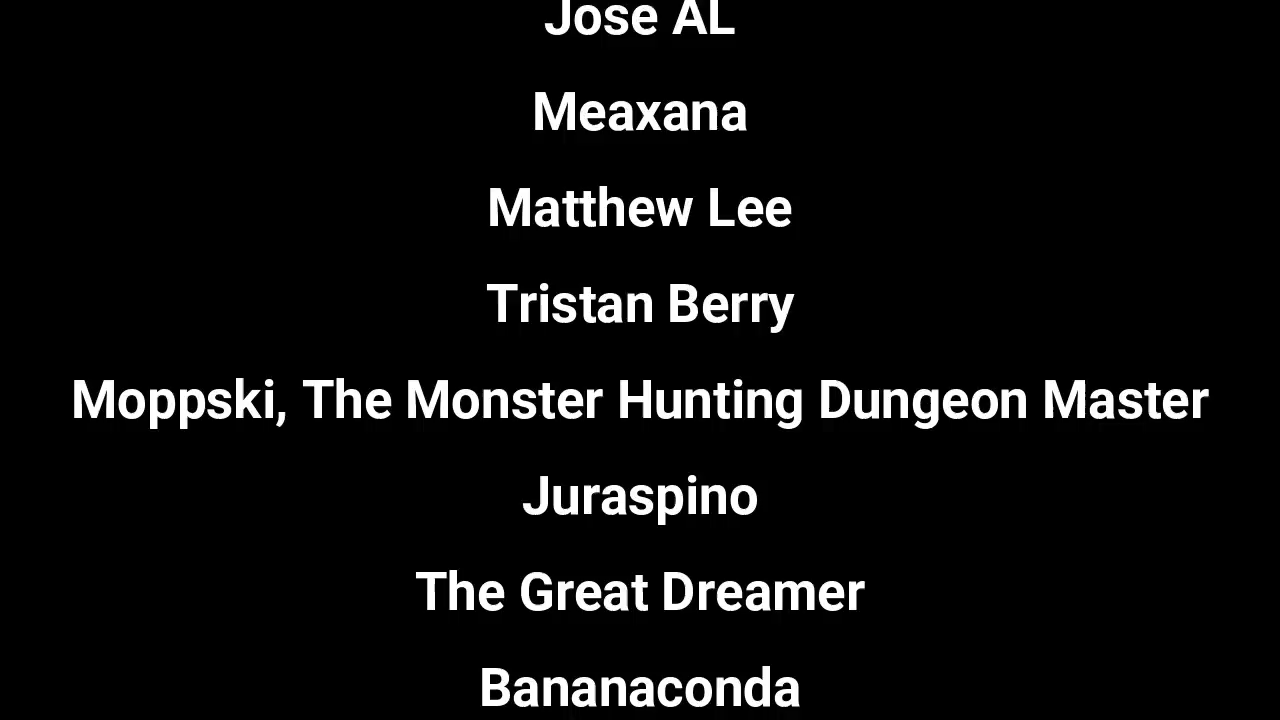 Jose AL
Meaxana
Matthew Lee
Tristan Berry
Moppski, The Monster Hunting Dungeon Master
Juraspino
The Great Dreamer
Bananaconda